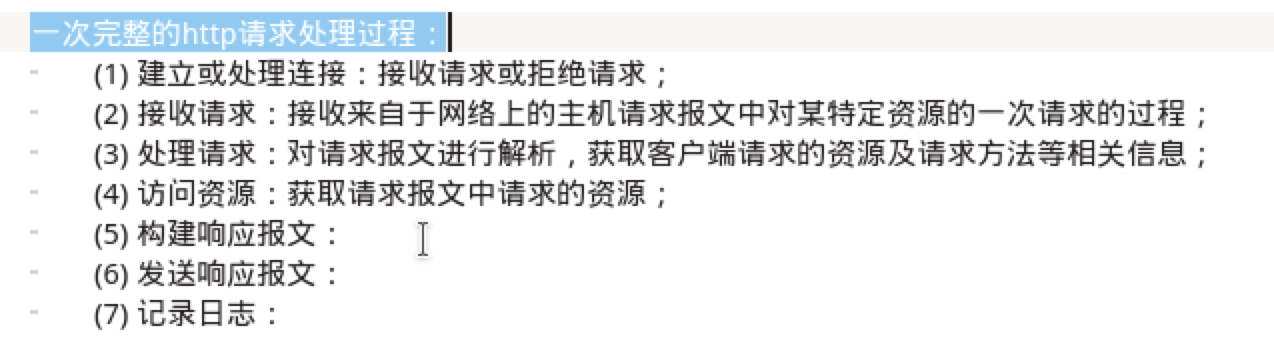 一次完整的http请求处理过程：
- (1) 建立或处理连接：接收请求或拒绝请求；
- (2) 接收请求：接收来自于网络上的主机请求报文中对某特定资源的一次请求的过程；
- (3) 处理请求：对请求报文进行解析，获取客户端请求的资源及请求方法等相关信息；
- (4) 访问资源：获取请求报文中请求的资源；
- (5) 构建响应报文：
- (6) 发送响应报文：
- (7) 记录日志：